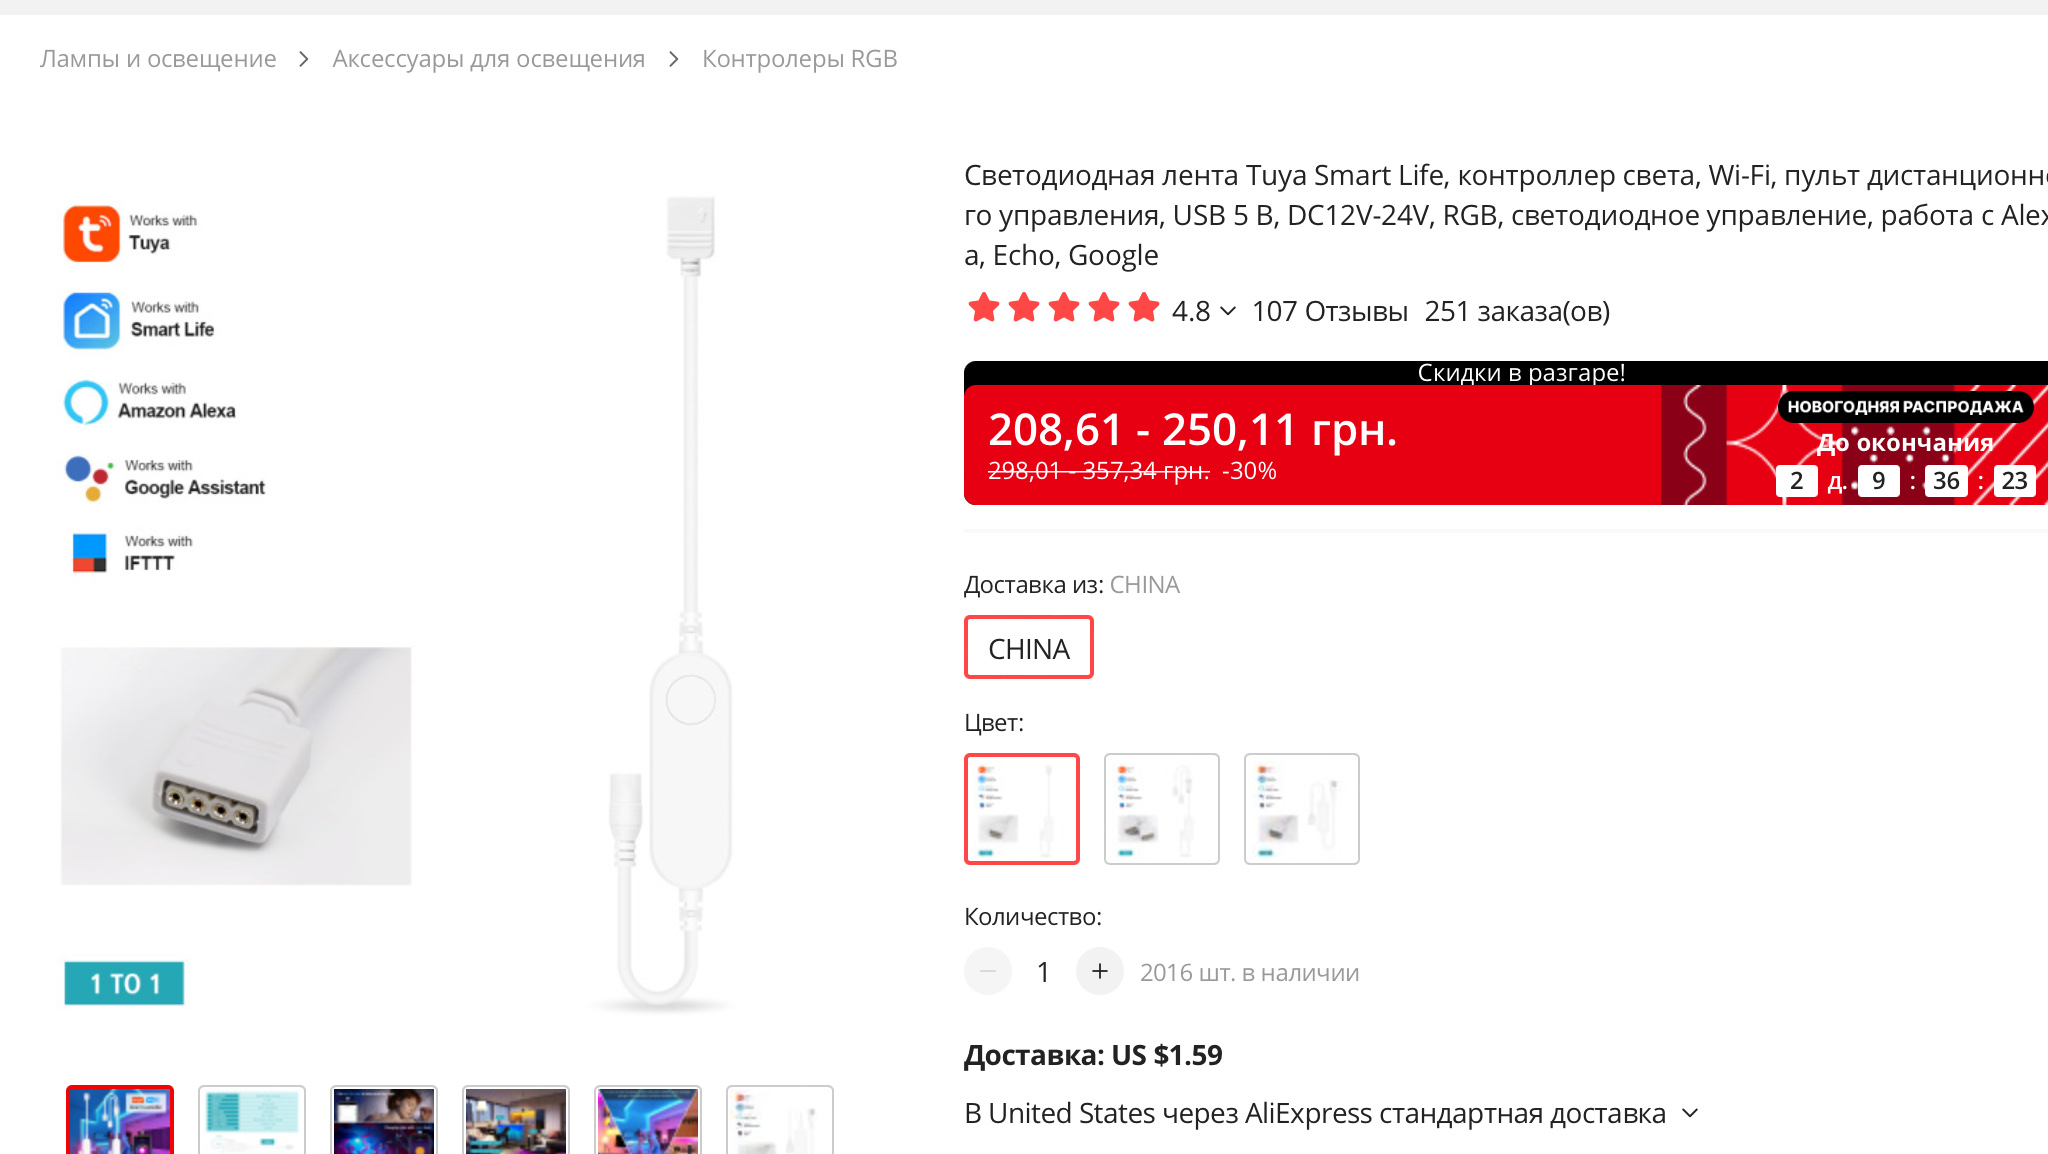 Лампы и освещение > Аксессуары для освещения > Контролеры RGB
Works with
Tuya
Works with
Smart Life
Works with
Amazon Alexa
Works with
Google Assistant
Works with
IFTTT
1 TO 1
Светодиодная лента Tuya Smart Life, контроллер света, Wi-Fi, пульт дистанционно
го управления, USB 5 В, DC12V-24V, RGB, светодиодное управление, работа с Alex
a, Echo, Google
4.8 107 Отзывы 251 заказа(ов)
Скидки в разгаре!
208,61 - 250,11 грн.
298,01 - 357,34 грн. -30%
НОВОГОДНЯЯ РАСПРОДАЖА
До окончания
2 д. 9 : 36 : 23
Доставка из: CHINA
CHINA
Цвет:
Количество:
1 + 2016 шт. в наличии
Доставка: US $1.59
В United States через AliExpress стандартная доставка